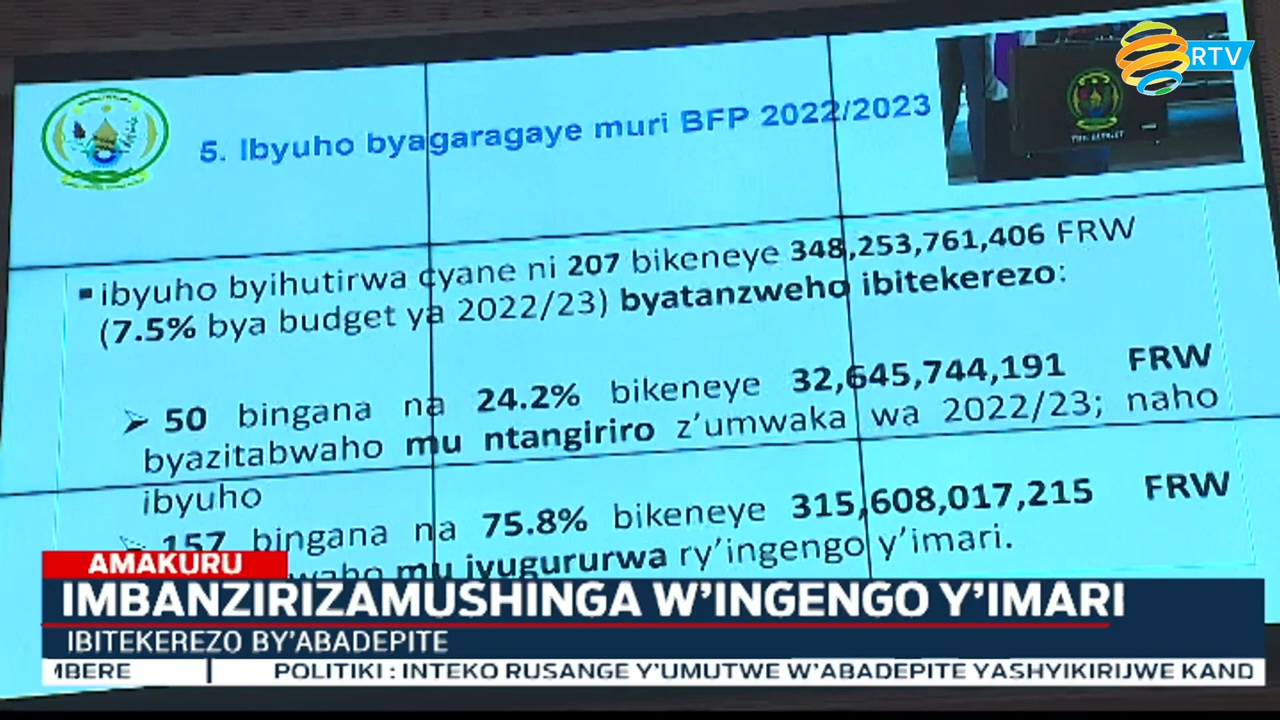 RTV
5. Ibyuho byagaragaye muri BFP 2022/2023
▪ ibyuho byihutirwa cyane ni 207 bikeneye 348,253,761,406 FRW
(7.5% bya budget ya 2022/23) byatanzweho ibitekerezo:
➢ 50 bingana na 24.2% bikeneye 32,645,744,191 FRW
byazitabwaho mu ntangiriro z'umwaka wa 2022/23; naho
ibyuho
➢ 157 bingana na 75.8% bikeneye 315,608,017,215 FRW
mu ivugururwa ry'ingengo y'imari.
AMAKURU
IMBANZIRIZAMUSHINGA W'INGENGO Y'IMARI
IBITEKEREZO BY'ABADEPITE
MBERE | POLITIKI : INTEKO RUSANGE Y'UMUTWE W'ABADEPITE YASHYIKIRIJWE KAND